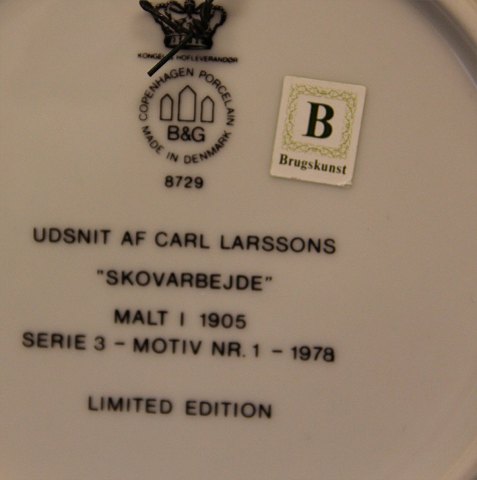 KONGELIG HOFLEVERANDØR
COPENHAGEN PORCELAIN
B&G
MADE IN DENMARK
8729
B
Brugskunst
UDSNIT AF CARL LARSSONS
"SKOVARBEJDE"
MALT I 1905
SERIE 3 - MOTIV NR. 1 - 1978
LIMITED EDITION